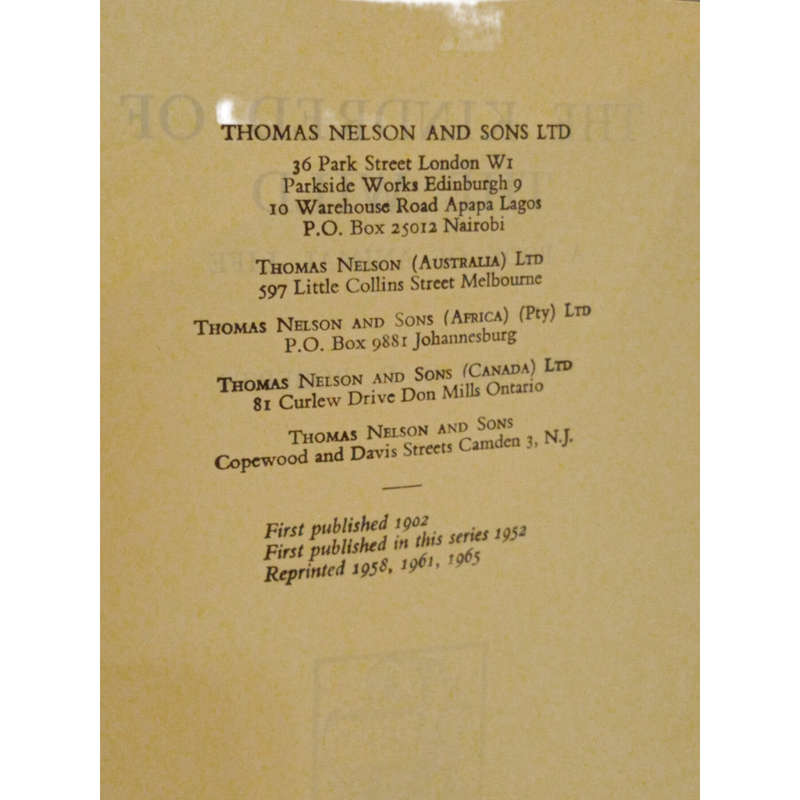 THOMAS NELSON AND SONS LTD
36 Park Street London W1
Parkside Works Edinburgh 9
10 Warehouse Road Apapa Lagos
P.O. Box 25012 Nairobi
THOMAS NELSON (AUSTRALIA) LTD
597 Little Collins Street Melbourne
THOMAS NELSON AND SONS (AFRICA) (Pty) LTD
P.O. Box 9881 Johannesburg
THOMAS NELSON AND SONS (CANADA) LTD
81 Curlew Drive Don Mills Ontario
THOMAS NELSON AND SONS
Copewood and Davis Streets Camden 3, N.J.
First published 1902
First published in this series 1952
Reprinted 1958, 1961, 1965